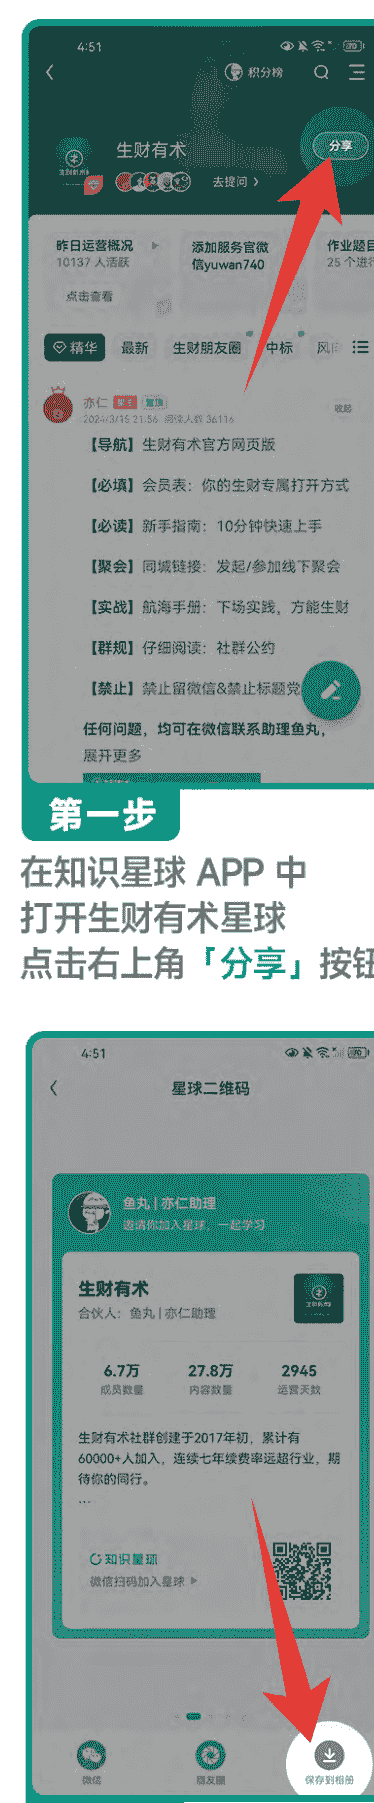 4:51
积分榜
生财有术
分享
去提问 >
昨日运营概况
10137 人活跃
点击查看
添加服务官微
信yuwan740
作业题目
25 个进行
精华
最新
生财朋友圈
中标
风向
亦仁
置顶
收起
2024/3/15 21:56 阅读人数 36116
【导航】生财有术官方网页版
【必填】会员表：你的生财专属打开方式
【必读】新手指南：10分钟快速上手
【聚会】同城链接：发起/参加线下聚会
【实战】航海手册：下场实践，方能生财
【群规】仔细阅读：社群公约
【禁止】禁止留微信&禁止标题党
任何问题，均可在微信联系助理鱼丸，
展开更多
第一步
在知识星球 APP 中
打开生财有术星球
点击右上角「分享」按钮
4:51
星球二维码
鱼丸 | 亦仁助理
邀请你加入星球，一起学习
生财有术
合伙人：鱼丸 | 亦仁助理
6.7万
27.8万
2945
成员数量
内容数量
运营天数
生财有术社群创建于2017年初，累计有
60000+人加入，连续七年续费率远超行业，期
待你的同行。
...
知识星球
微信扫码加入星球
微信
朋友圈
保存到相册